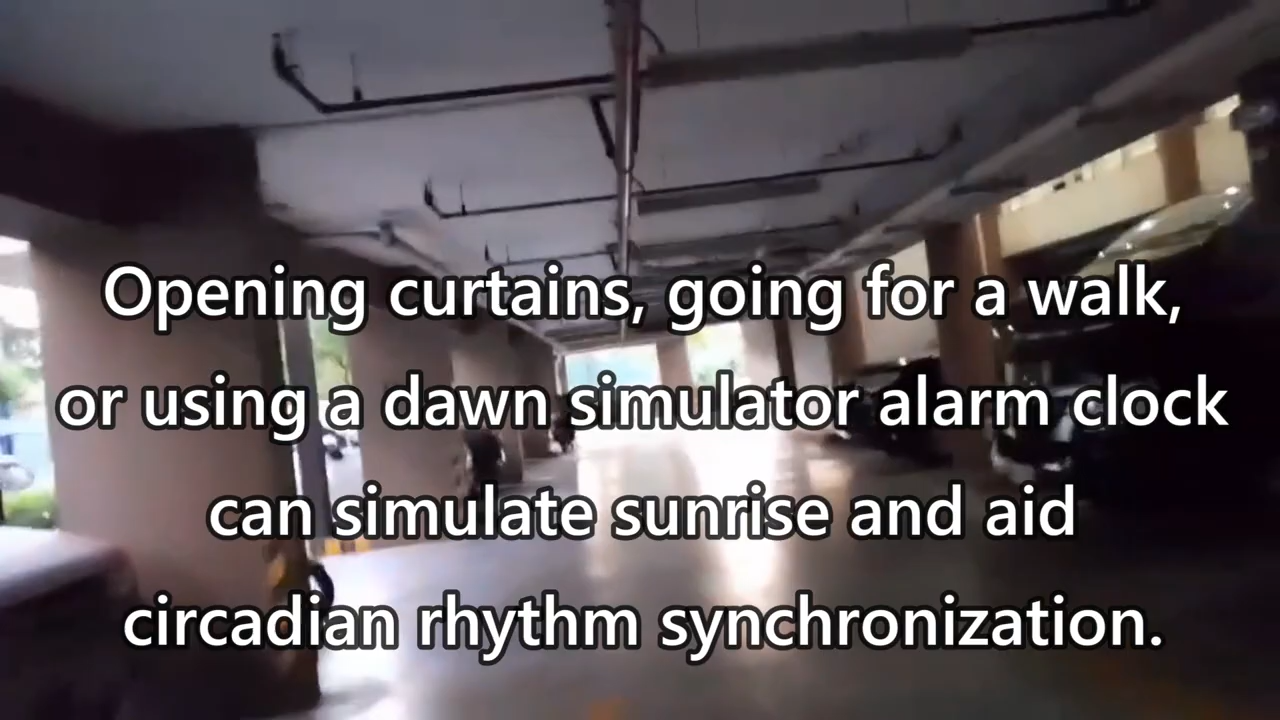 Opening curtains, going for a walk,
or using a dawn simulator alarm clock
can simulate sunrise and aid
circadian rhythm synchronization.